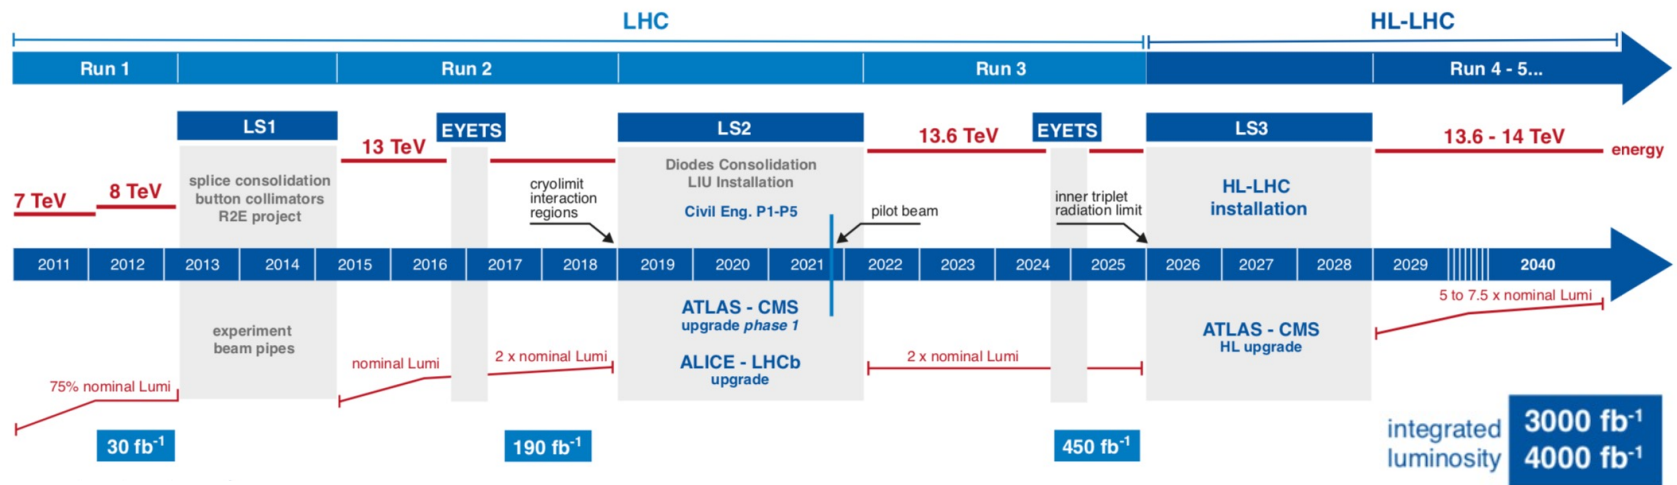 LHC
HL-LHC
Run 1
Run 2
Run 3
Run 4 - 5...
LS1
EYETS
LS2
EYETS
LS3
7 TeV
8 TeV
13 TeV
13.6 TeV
13.6 - 14 TeV
energy
splice consolidation
button collimators
R2E project
cryolimit
interaction
regions
Diodes Consolidation
LIU Installation
Civil Eng. P1-P5
pilot beam
inner triplet
radiation limit
HL-LHC
installation
2011
2012
2013
2014
2015
2016
2017
2018
2019
2020
2021
2022
2023
2024
2025
2026
2027
2028
2029
2040
experiment
beam pipes
ATLAS - CMS
upgrade phase 1
ALICE - LHCb
upgrade
ATLAS - CMS
HL upgrade
75% nominal Lumi
nominal Lumi
2 x nominal Lumi
2 x nominal Lumi
5 to 7.5 x nominal Lumi
30 fb⁻¹
190 fb⁻¹
450 fb⁻¹
integrated
luminosity
3000 fb⁻¹
4000 fb⁻¹